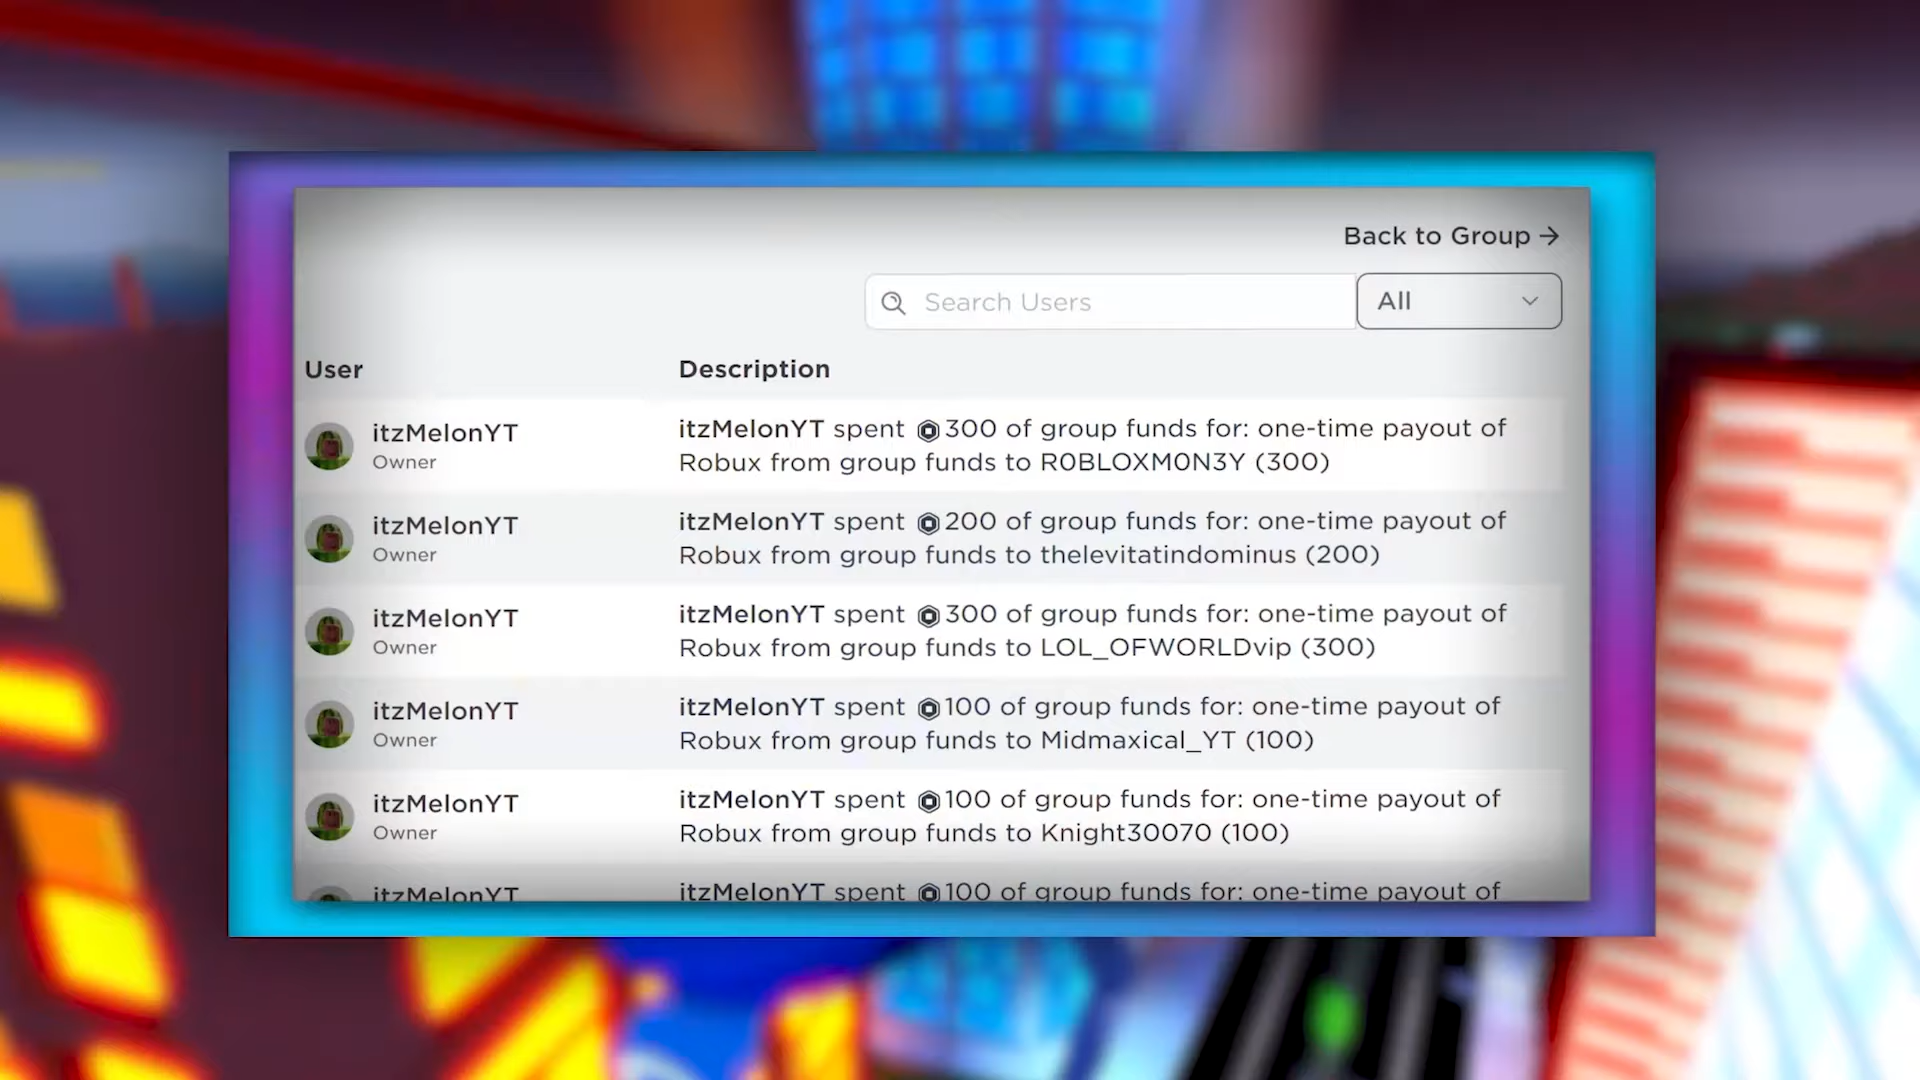 Back to Group
Search Users
All
User
Description
itzMelonYT
Owner
itzMelonYT spent 300 of group funds for: one-time payout of
Robux from group funds to R0BLOXM0N3Y (300)
itzMelonYT
Owner
itzMelonYT spent 200 of group funds for: one-time payout of
Robux from group funds to thelevitatindominus (200)
itzMelonYT
Owner
itzMelonYT spent 300 of group funds for: one-time payout of
Robux from group funds to LOL_OFWORLDvip (300)
itzMelonYT
Owner
itzMelonYT spent 100 of group funds for: one-time payout of
Robux from group funds to Midmaxical_YT (100)
itzMelonYT
Owner
itzMelonYT spent 100 of group funds for: one-time payout of
Robux from group funds to Knight30070 (100)
itzMelonYT
itzMelonYT spent 100 of group funds for: one-time payout of